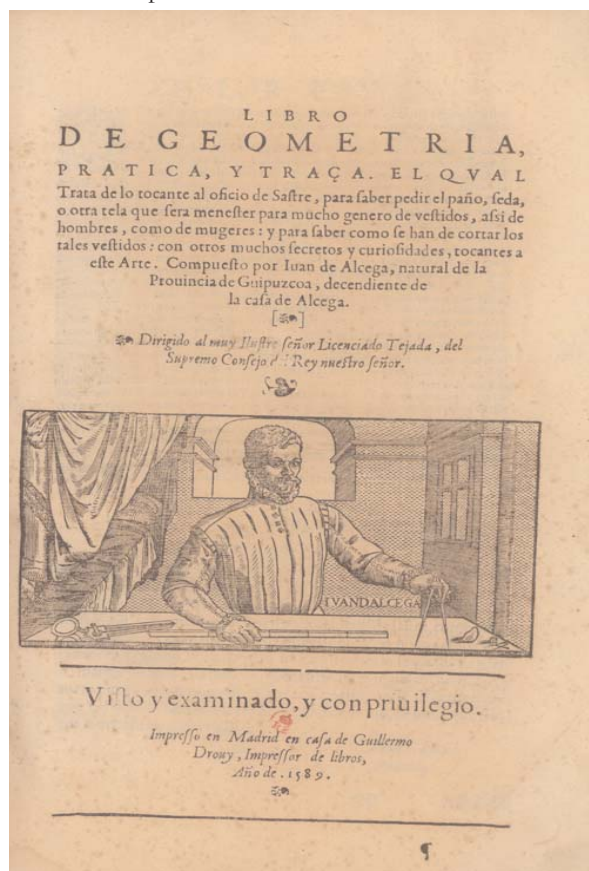 LIBRO
DE GEOMETRIA,
PRATICA, Y TRAÇA. EL QVAL
Trata de lo tocante al oficio de Sastre, para saber pedir el paño, seda,
o otra tela que sera menester para mucho genero de vestidos, assi de
hombres, como de mugeres: y para saber como se han de cortar los
tales vestidos: con otros muchos secretos y curiosidades, tocantes a
este Arte. Compuesto por Iuan de Alcega, natural de la
Prouincia de Guipuzcoa, decendiente de
la casa de Alcega.
Dirigido al muy Ilustre señor Licenciado Tejada, del
Supremo Consejo Rey nuestro señor.
IVANDALCEGA
Visto y examinado, y con priuilegio.
Impresso en Madrid en casa de Guillermo
Drouy, Impressor de libros,
Año de . 1589.
¶